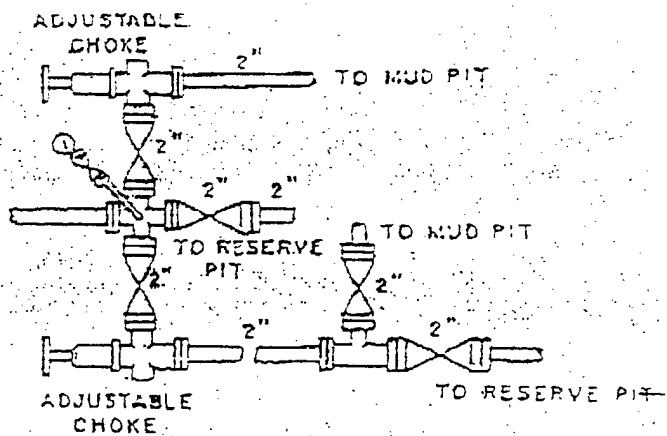 ADJUSTABLE
CHOKE
2"
TO MUD PIT
2"
2" 2"
TO RESERVE
PIT
TO MUD PIT
2"
2"
2"
2"
TO RESERVE PIT
ADJUSTABLE
CHOKE